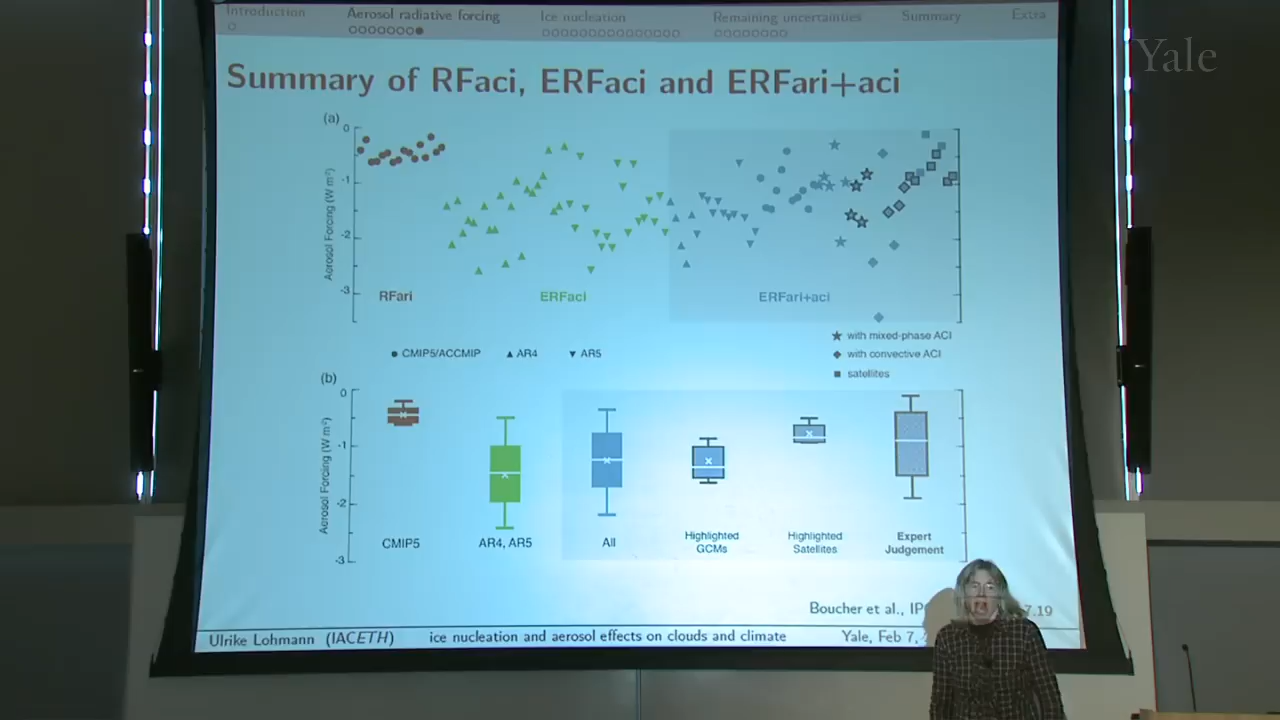 Introduction Aerosol radiative forcing Ice nucleation Remaining uncertainties Summary Extra
Yale
Summary of RFaci, ERFaci and ERFari+aci
(a)
0
-1
-2
-3
Aerosol Forcing (W m⁻²)
RFari ERFaci ERFari+aci
CMIP5/ACCMIP AR4 AR5
with mixed-phase ACI
with convective ACI
satellites
(b)
0
-1
-2
-3
Aerosol Forcing (W m⁻²)
CMIP5 AR4, AR5 All Highlighted GCMs Highlighted Satellites Expert Judgement
Boucher et al., 7.19
Ulrike Lohmann (IACETH) ice nucleation and aerosol effects on clouds and climate Yale, Feb 7,